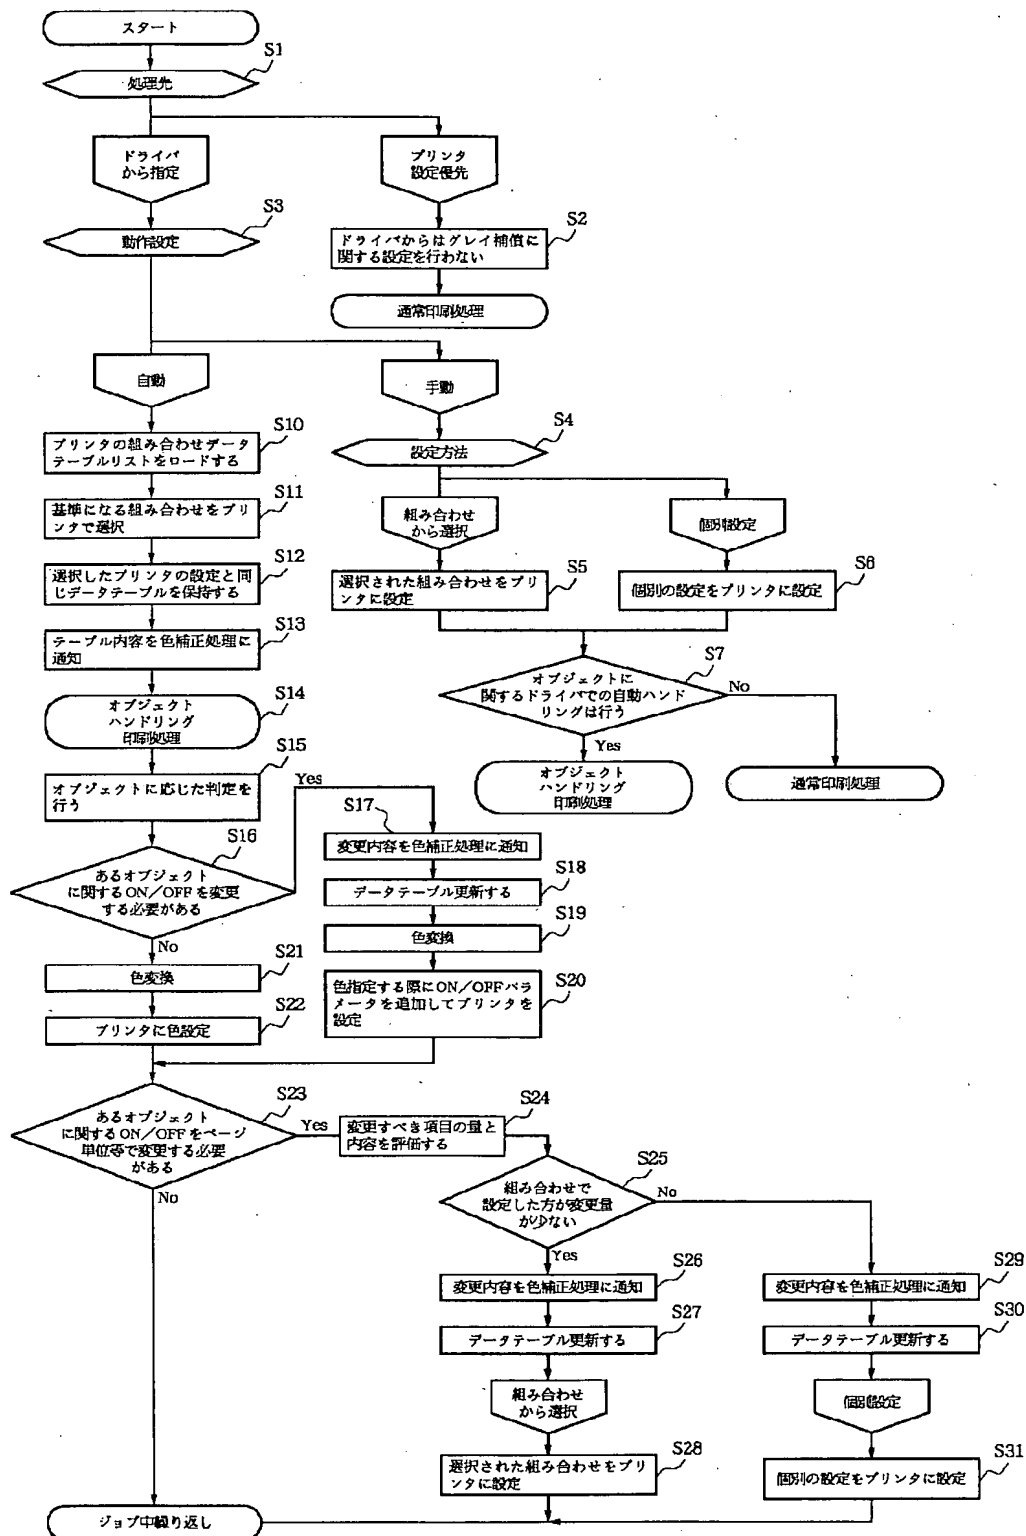 スタート
S1
処理先
ドライバ
から指定
プリンタ
設定優先
S3
動作設定
S2
ドライバからはグレイ補償に
関する設定を行わない
通常印刷処理
自動
手動
S10
プリンタの組み合わせデータ
テーブルリストをロードする
S4
設定方法
S11
基準になる組み合わせをプリ
ンタで選択
組み合わせ
から選択
個別設定
S12
選択したプリンタの設定と同
じデータテーブルを保持する
S5
選択された組み合わせをプリ
ンタに設定
S6
個別の設定をプリンタに設定
S13
テーブル内容を色補正処理に
通知
S7
オブジェクトに
関するドライバでの自動ハンド
リングは行う
No
Yes
S14
オブジェクト
ハンドリング
印刷処理
オブジェクト
ハンドリング
印刷処理
通常印刷処理
S15
オブジェクトに応じた判定を
行う
S16
あるオブジェクト
に関するON/OFFを変更
する必要がある
Yes
No
S17
変更内容を色補正処理に通知
S18
データテーブル更新する
S19
色変換
S20
色指定する際にON/OFFパラ
メータを追加してプリンタを
設定
S21
色変換
S22
プリンタに色設定
S23
あるオブジェクト
に関するON/OFFをページ
単位等で変更する必要
がある
Yes
No
S24
変更すべき項目の量と
内容を評価する
S25
組み合わせで
設定した方が変更量
が少ない
No
Yes
S26
変更内容を色補正処理に通知
S29
変更内容を色補正処理に通知
S27
データテーブル更新する
S30
データテーブル更新する
組み合わせ
から選択
個別設定
S28
選択された組み合わせをプリ
ンタに設定
S31
個別の設定をプリンタに設定
ジョブ中繰り返し